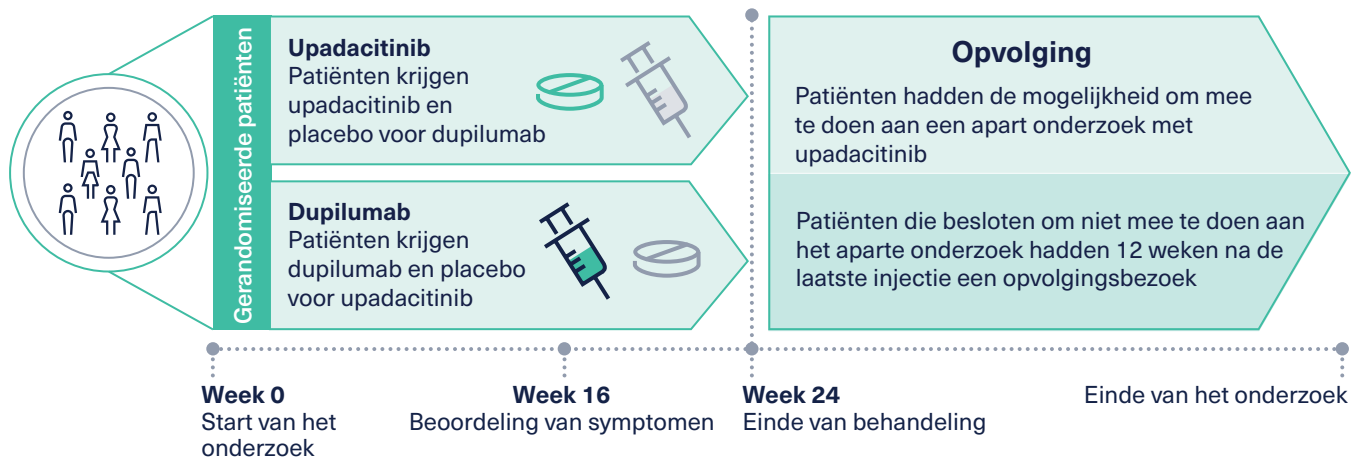 Gerandomiseerde patiënten
Upadacitinib
Patiënten krijgen
upadacitinib en
placebo voor dupilumab
Dupilumab
Patiënten krijgen
dupilumab en placebo
voor upadacitinib
Opvolging
Patiënten hadden de mogelijkheid om mee
te doen aan een apart onderzoek met
upadacitinib
Patiënten die besloten om niet mee te doen aan
het aparte onderzoek hadden 12 weken na de
laatste injectie een opvolgingsbezoek
Week 0
Start van het
onderzoek
Week 16
Beoordeling van symptomen
Week 24
Einde van behandeling
Einde van het onderzoek